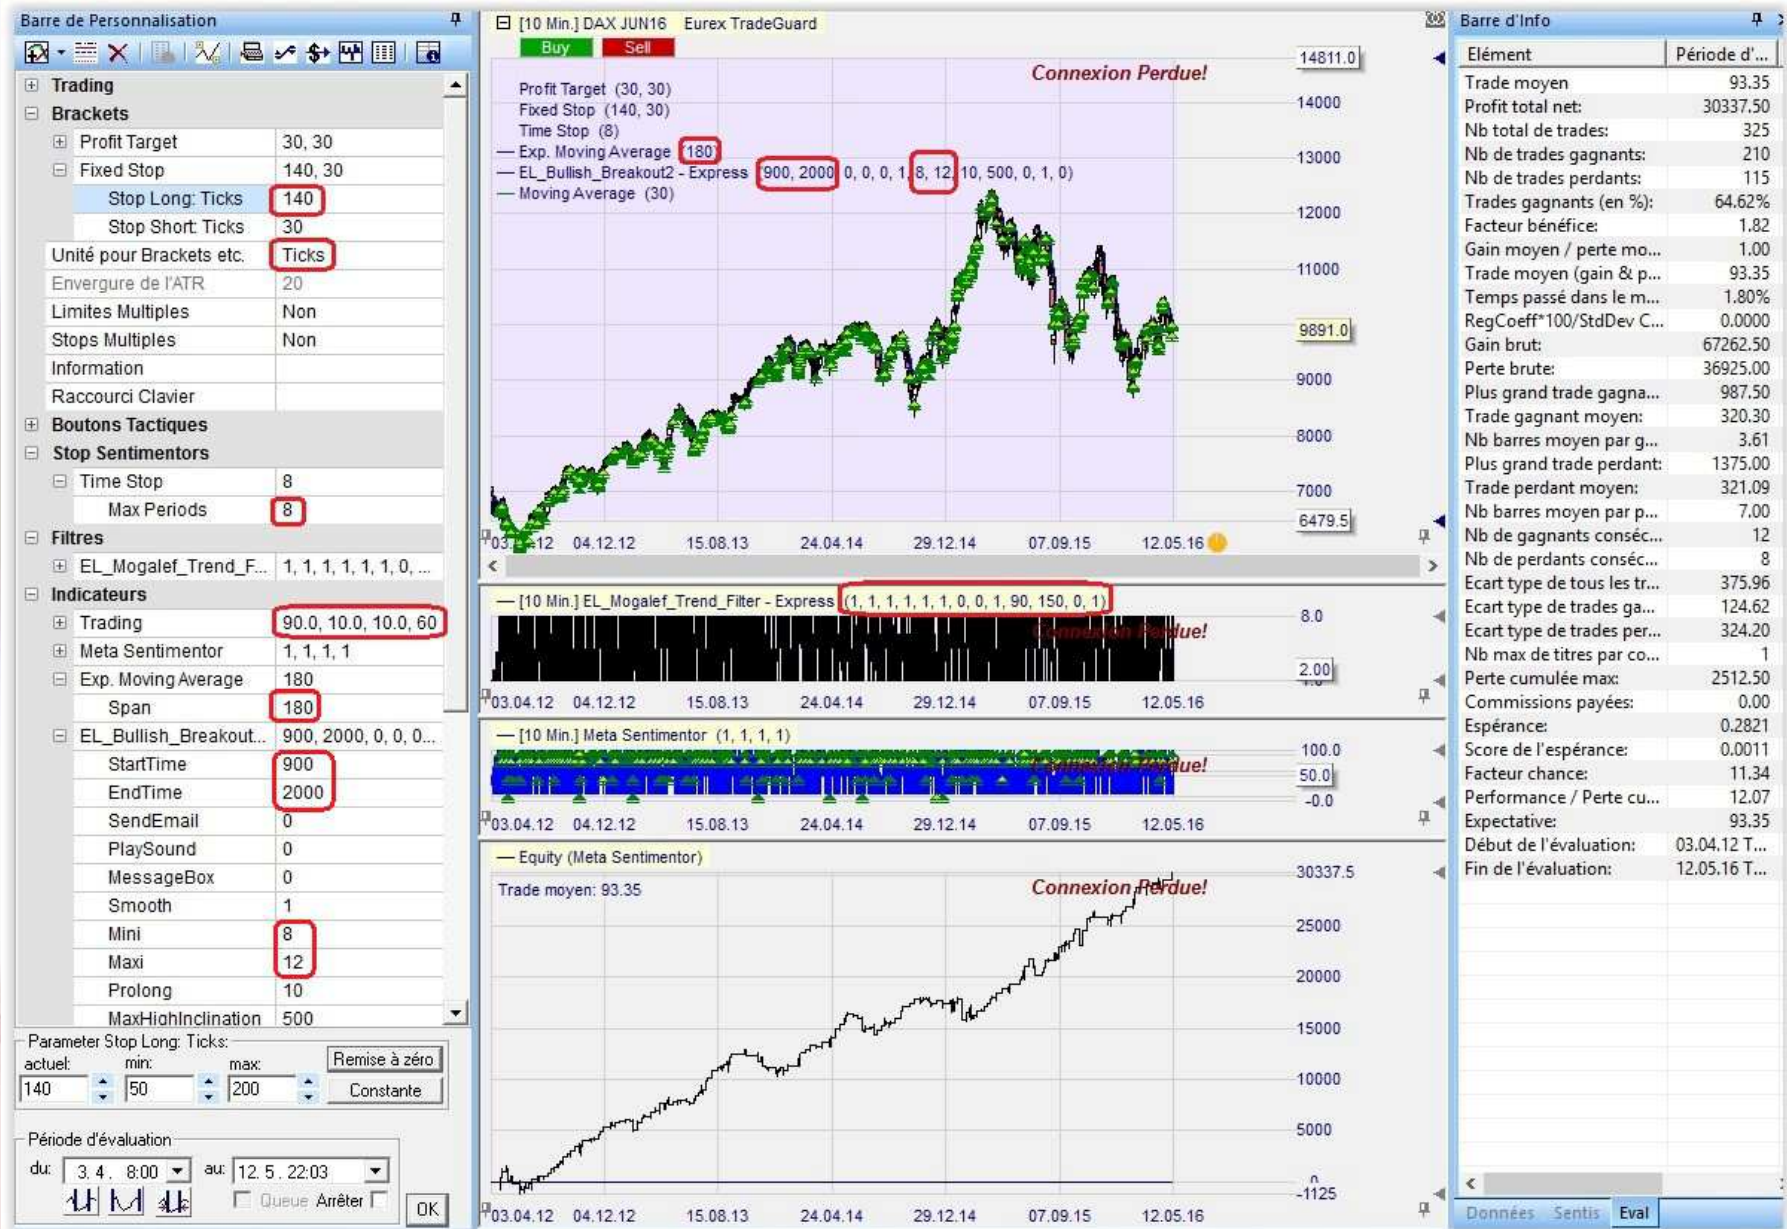 Barre de Personnalisation
Trading
Brackets
Profit Target 30, 30
Fixed Stop 140, 30
Stop Long: Ticks 140
Stop Short: Ticks 30
Unité pour Brackets etc. Ticks
Envergure de l'ATR 20
Limites Multiples Non
Stops Multiples Non
Information
Raccourci Clavier
Boutons Tactiques
Stop Sentimentors
Time Stop 8
Max Periods 8
Filtres
EL_Mogalef_Trend_F... 1, 1, 1, 1, 1, 1, 0, ...
Indicateurs
Trading 90.0, 10.0, 10.0, 60
Meta Sentimentor 1, 1, 1, 1
Exp. Moving Average 180
Span 180
EL_Bullish_Breakout... 900, 2000, 0, 0, 0...
StartTime 900
EndTime 2000
SendEmail 0
PlaySound 0
MessageBox 0
Smooth 1
Mini 8
Maxi 12
Prolong 10
MaxHighInclination 500
Parameter Stop Long: Ticks:
actuel: min: max: Remise à zéro
140 50 200 Constante
Période d'évaluation
du: 3. 4. 8:00 au: 12. 5. 22:03
Queue Arrêter OK
[10 Min.] DAX JUN16 Eurex TradeGuard
Buy Sell
Connexion Perdue!
Profit Target (30, 30)
Fixed Stop (140, 30)
Time Stop (8)
Exp. Moving Average (180)
EL_Bullish_Breakout2 - Express (900, 2000, 0, 0, 0, 1, 8, 12, 10, 500, 0, 1, 0)
Moving Average (30)
14811.0
14000
13000
12000
11000
9891.0
9000
8000
7000
6479.5
04.12.12 15.08.13 24.04.14 29.12.14 07.09.15 12.05.16
[10 Min.] EL_Mogalef_Trend_Filter - Express (1, 1, 1, 1, 1, 1, 0, 0, 1, 90, 150, 0, 1)
8.0
Connexion Perdue!
2.00
03.04.12 04.12.12 15.08.13 24.04.14 29.12.14 07.09.15 12.05.16
[10 Min.] Meta Sentimentor (1, 1, 1, 1)
100.0
Connexion Perdue!
50.0
-0.0
03.04.12 04.12.12 15.08.13 24.04.14 29.12.14 07.09.15 12.05.16
Equity (Meta Sentimentor)
Trade moyen: 93.35
Connexion Perdue!
30337.5
25000
20000
15000
10000
5000
0
-1125
03.04.12 04.12.12 15.08.13 24.04.14 29.12.14 07.09.15 12.05.16
Barre d'Info
Elément Période d'...
Trade moyen 93.35
Profit total net: 30337.50
Nb total de trades: 325
Nb de trades gagnants: 210
Nb de trades perdants: 115
Trades gagnants (en %): 64.62%
Facteur bénéfice: 1.82
Gain moyen / perte mo... 1.00
Trade moyen (gain & p... 93.35
Temps passé dans le m... 1.80%
RegCoeff*100/StdDev C... 0.0000
Gain brut: 67262.50
Perte brute: 36925.00
Plus grand trade gagna... 987.50
Trade gagnant moyen: 320.30
Nb barres moyen par g... 3.61
Plus grand trade perdant: 1375.00
Trade perdant moyen: 321.09
Nb barres moyen par p... 7.00
Nb de gagnants conséc... 12
Nb de perdants conséc... 8
Ecart type de tous les tr... 375.96
Ecart type de trades ga... 124.62
Ecart type de trades per... 324.20
Nb max de titres par co... 1
Perte cumulée max: 2512.50
Commissions payées: 0.00
Espérance: 0.2821
Score de l'espérance: 0.0011
Facteur chance: 11.34
Performance / Perte cu... 12.07
Expectative: 93.35
Début de l'évaluation: 03.04.12 T...
Fin de l'évaluation: 12.05.16 T...
Données Sentis Eval